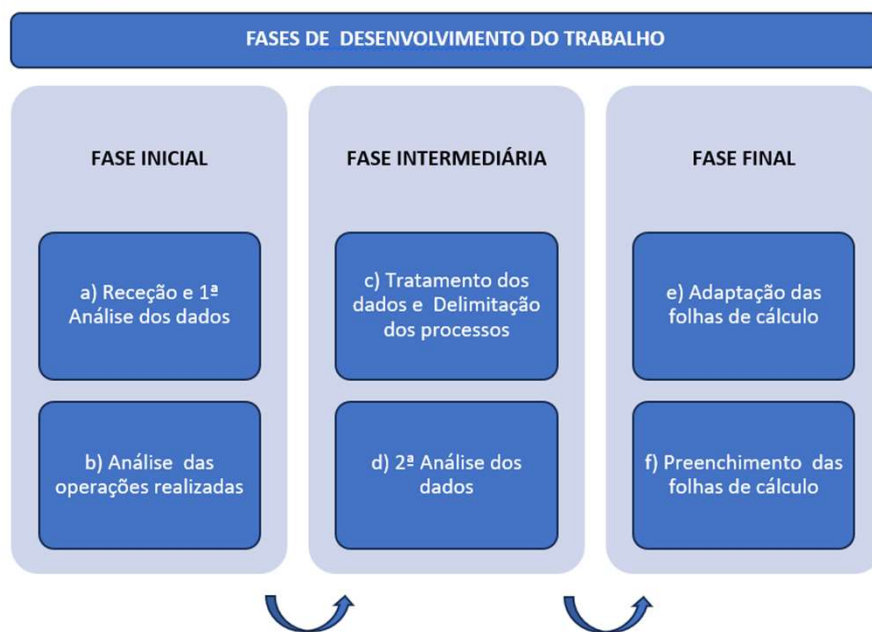 FASES DE DESENVOLVIMENTO DO TRABALHO
FASE INICIAL
a) Receção e 1ª
Análise dos dados
b) Análise das
operações realizadas
FASE INTERMEDIÁRIA
c) Tratamento dos
dados e Delimitação
dos processos
d) 2ª Análise dos
dados
FASE FINAL
e) Adaptação das
folhas de cálculo
f) Preenchimento das
folhas de cálculo